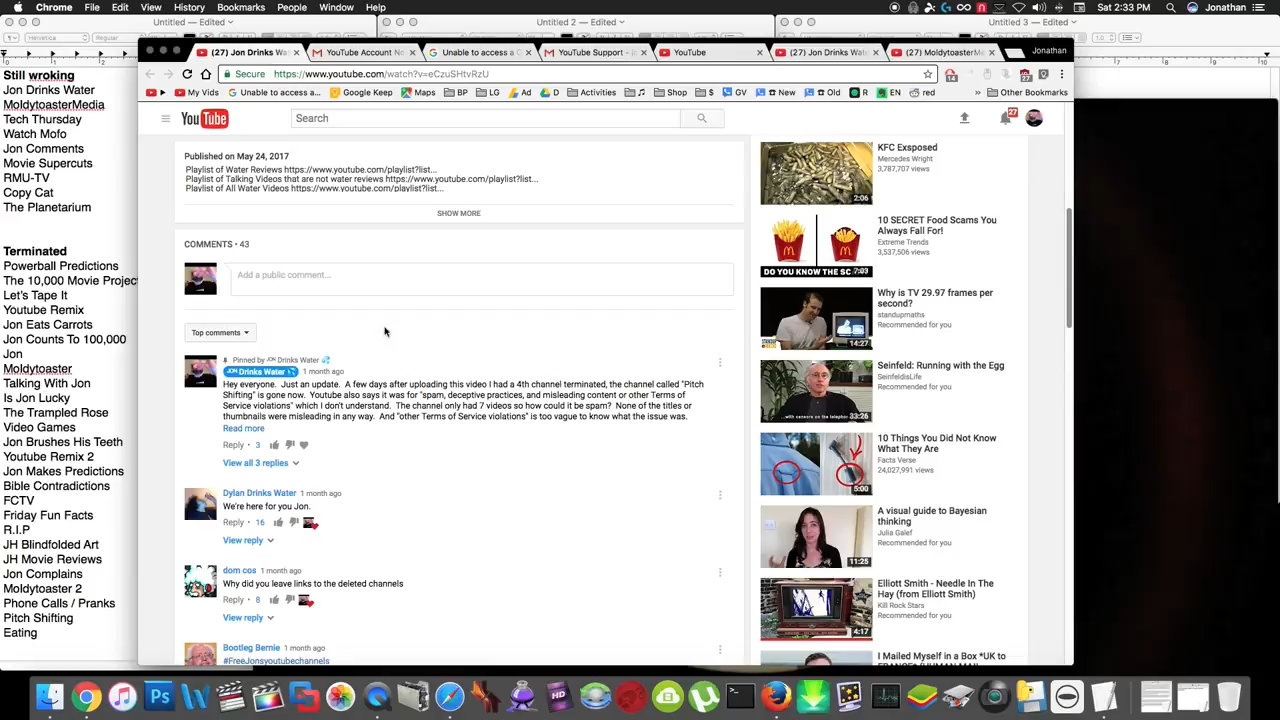 Chrome File Edit View History Bookmarks People Window Help
Sat 2:33 PM Jonathan
Untitled — Edited
Untitled 2 — Edited
Untitled 3 — Edited
Helvetica Regular
(27) Jon Drinks Wa
YouTube Account N
Unable to access a G
YouTube Support - 
YouTube
(27) Jon Drinks Wat
(27) MoldytoasterM
Jonathan
Secure https://www.youtube.com/watch?v=eCzuSHtvRzU
My Vids Unable to access a... Google Keep Maps BP LG Ad D Activities Shop $ GV New Old R EN red » Other Bookmarks
YouTube
Search
27
Still wroking
Jon Drinks Water
MoldytoasterMedia
Tech Thursday
Watch Mofo
Jon Comments
Movie Supercuts
RMU-TV
Copy Cat
The Planetarium
Terminated
Powerball Predictions
The 10,000 Movie Projec
Let's Tape It
Youtube Remix
Jon Eats Carrots
Jon Counts To 100,000
Jon
Moldytoaster
Talking With Jon
Is Jon Lucky
The Trampled Rose
Video Games
Jon Brushes His Teeth
Youtube Remix 2
Jon Makes Predictions
Bible Contradictions
FCTV
Friday Fun Facts
R.I.P
JH Blindfolded Art
JH Movie Reviews
Jon Complains
Moldytoaster 2
Phone Calls / Pranks
Pitch Shifting
Eating
Published on May 24, 2017
Playlist of Water Reviews https://www.youtube.com/playlist?list...
Playlist of Talking Videos that are not water reviews https://www.youtube.com/playlist?list...
Playlist of All Water Videos https://www.youtube.com/playlist?list...
SHOW MORE
COMMENTS • 43
Add a public comment...
Top comments
Pinned by JON Drinks Water
JON Drinks Water 1 month ago
Hey everyone. Just an update. A few days after uploading this video I had a 4th channel terminated, the channel called "Pitch
Shifting" is gone now. Youtube also says it was for "spam, deceptive practices, and misleading content or other Terms of
Service violations" which I don't understand. The channel only had 7 videos so how could it be spam? None of the titles or
thumbnails were misleading in any way. And "other Terms of Service violations" is too vague to know what the issue was.
Read more
Reply • 3
View all 3 replies
Dylan Drinks Water 1 month ago
We're here for you Jon.
Reply • 16
View reply
dom cos 1 month ago
Why did you leave links to the deleted channels
Reply • 8
View reply
Bootleg Bernie 1 month ago
#FreeJonsyoutubechannels
KFC Exsposed
Mercedes Wright
3,787,707 views
2:06
10 SECRET Food Scams You
Always Fall For!
Extreme Trends
3,537,506 views
DO YOU KNOW THE SC 7:03
Why is TV 29.97 frames per
second?
standupmaths
Recommended for you
14:27
Seinfeld: Running with the Egg
SeinfeldisLife
Recommended for you
33:26
10 Things You Did Not Know
What They Are
Facts Verse
24,027,991 views
5:00
A visual guide to Bayesian
thinking
Julia Galef
Recommended for you
11:25
Elliott Smith - Needle In The
Hay (from Elliott Smith)
Kill Rock Stars
Recommended for you
4:17
I Mailed Myself in a Box *UK to